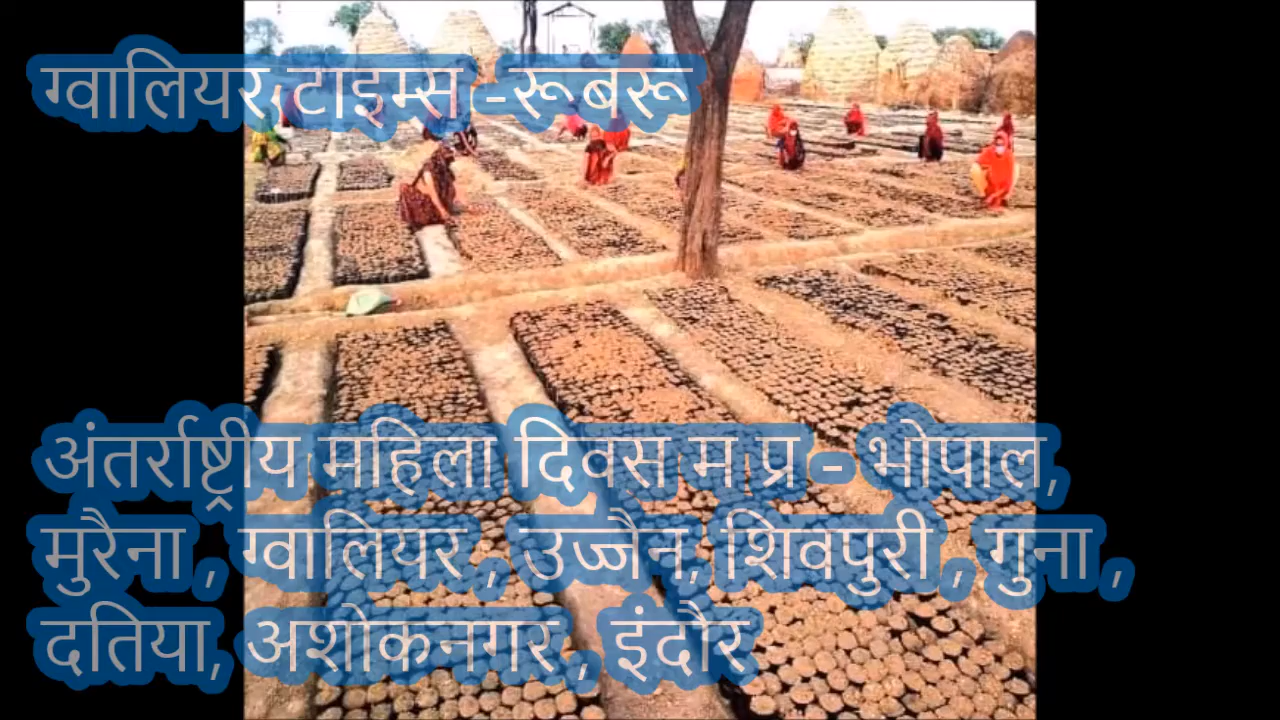 ग्वालियर टाइम्स -रूबरू
अंतर्राष्ट्रीय महिला दिवस म प्र - भोपाल,
मुरैना , ग्वालियर , उज्जैन, शिवपुरी , गुना ,
दतिया, अशोकनगर , इंदौर